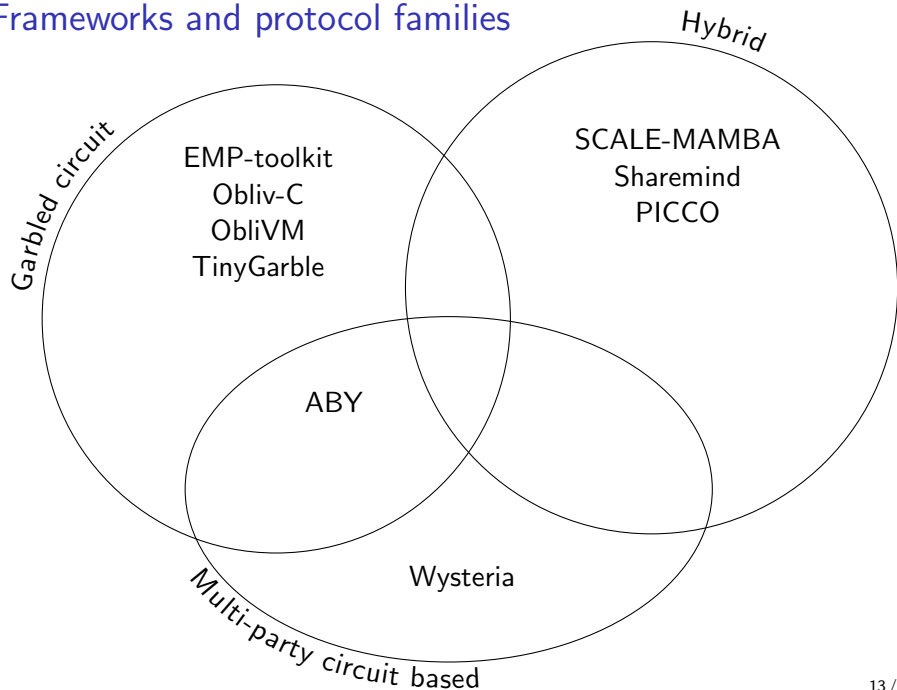 Frameworks and protocol families
Hybrid
Garbled circuit
EMP-toolkit
Obliv-C
ObliVM
TinyGarble
SCALE-MAMBA
Sharemind
PICCO
ABY
Wysteria
Multi-party circuit based
13 /